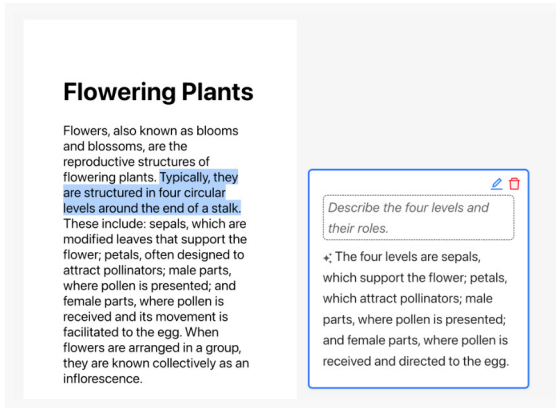 Flowering Plants
Flowers, also known as blooms
and blossoms, are the
reproductive structures of
flowering plants. Typically, they
are structured in four circular
levels around the end of a stalk.
These include: sepals, which are
modified leaves that support the
flower; petals, often designed to
attract pollinators; male parts,
where pollen is presented; and
female parts, where pollen is
received and its movement is
facilitated to the egg. When
flowers are arranged in a group,
they are known collectively as an
inflorescence.
Describe the four levels and
their roles.
The four levels are sepals,
which support the flower; petals,
which attract pollinators; male
parts, where pollen is presented;
and female parts, where pollen is
received and directed to the egg.